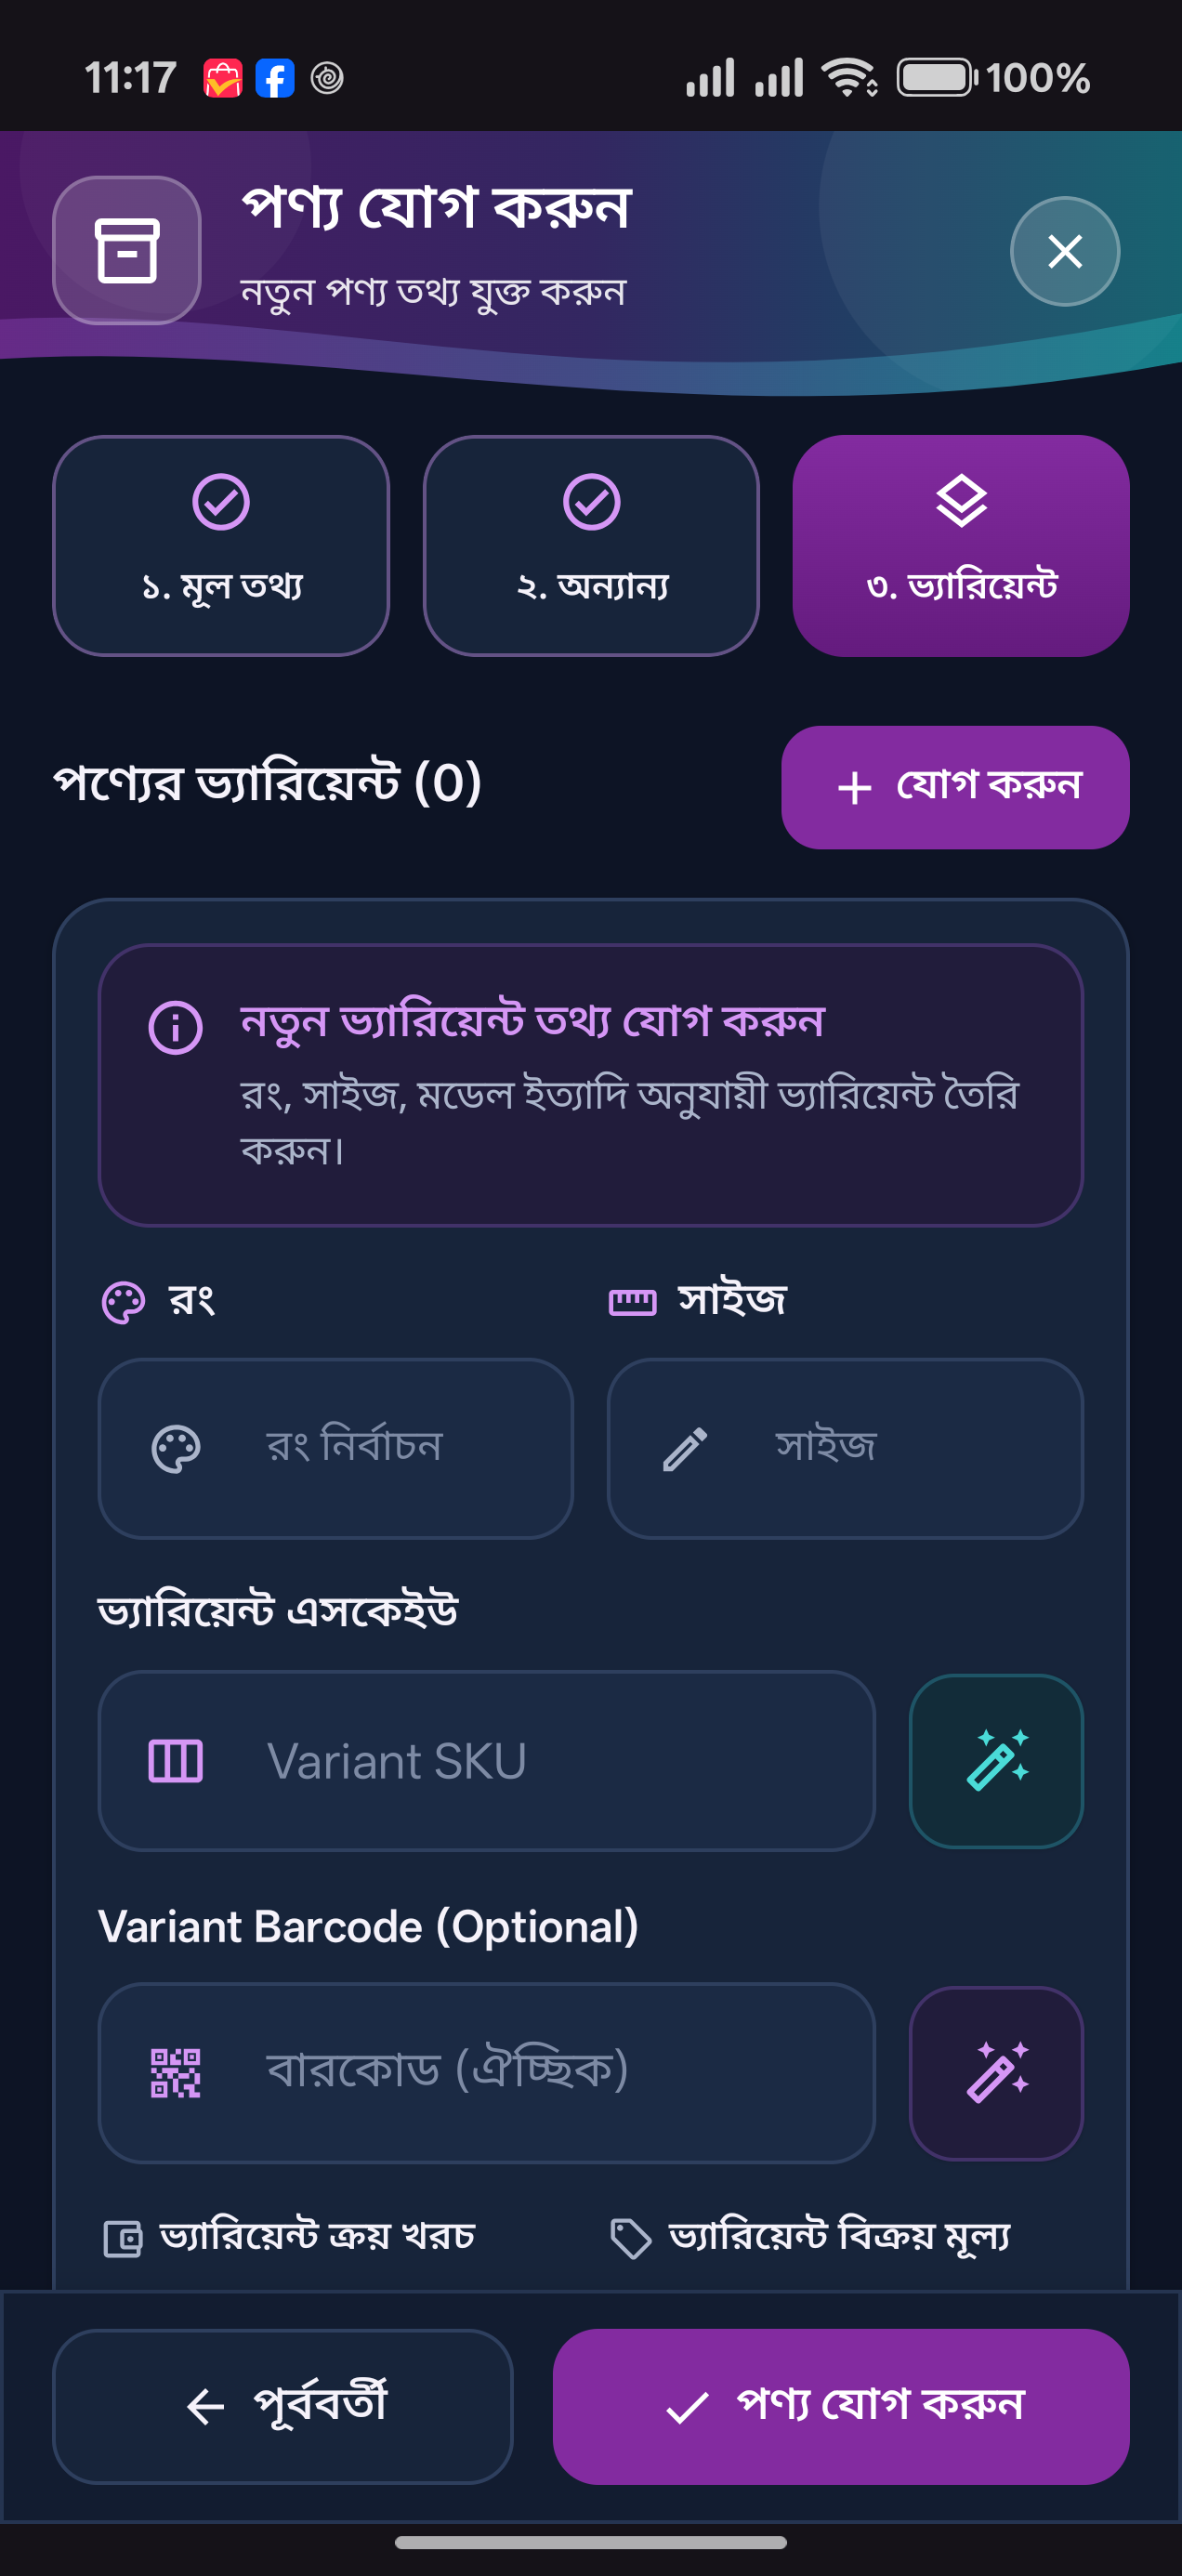 11:17
100%
পণ্য যোগ করুন
নতুন পণ্য তথ্য যুক্ত করুন
১. মূল তথ্য
২. অন্যান্য
৩. ভ্যারিয়েন্ট
পণ্যের ভ্যারিয়েন্ট (0)
+ যোগ করুন
নতুন ভ্যারিয়েন্ট তথ্য যোগ করুন
রং, সাইজ, মডেল ইত্যাদি অনুযায়ী ভ্যারিয়েন্ট তৈরি
করুন।
রং
সাইজ
রং নির্বাচন
সাইজ
ভ্যারিয়েন্ট এসকেইউ
Variant SKU
Variant Barcode (Optional)
বারকোড (ঐচ্ছিক)
ভ্যারিয়েন্ট ক্রয় খরচ
ভ্যারিয়েন্ট বিক্রয় মূল্য
পূর্ববর্তী
পণ্য যোগ করুন